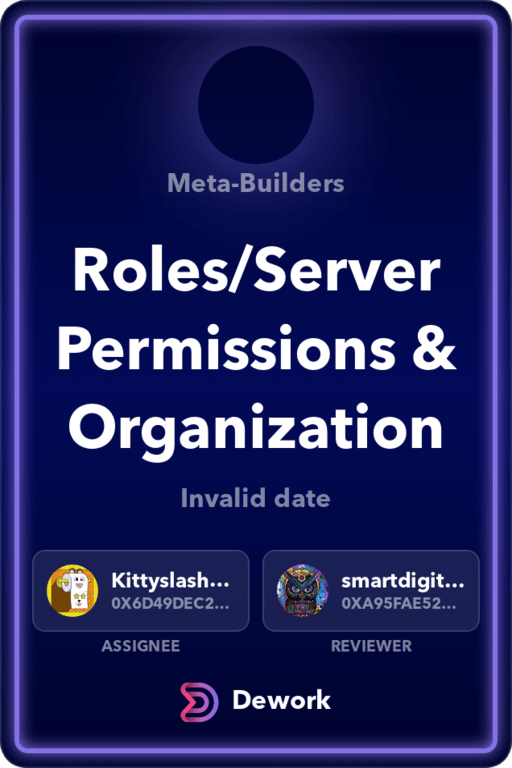 Meta-Builders
Roles/Server
Permissions &
Organization
Invalid date
Kittyslash...
0X6D49DEC2...
smartdigit...
0XA95FAE52...
ASSIGNEE
REVIEWER
Dework